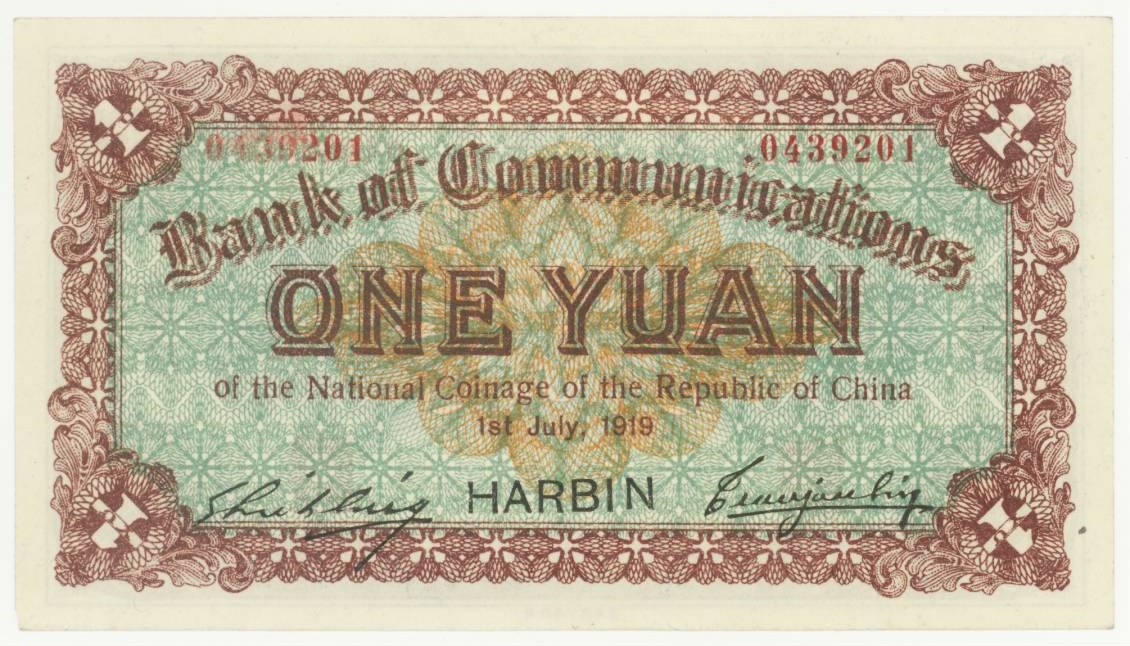 0439201 0439201
Bank of Communications
ONE YUAN
of the National Coinage of the Republic of China
1st July, 1919
HARBIN